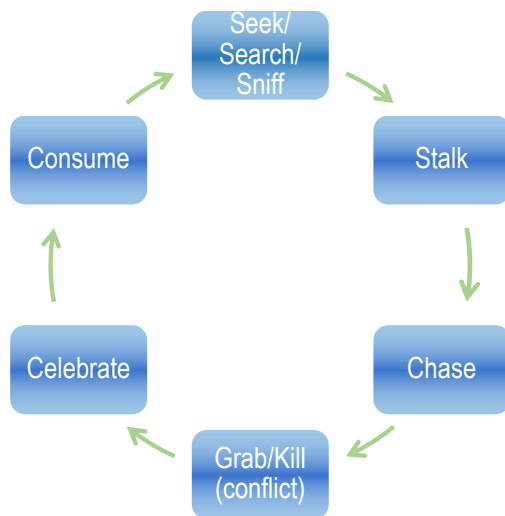 Seek/
Search/
Sniff
Stalk
Chase
Grab/Kill
(conflict)
Celebrate
Consume